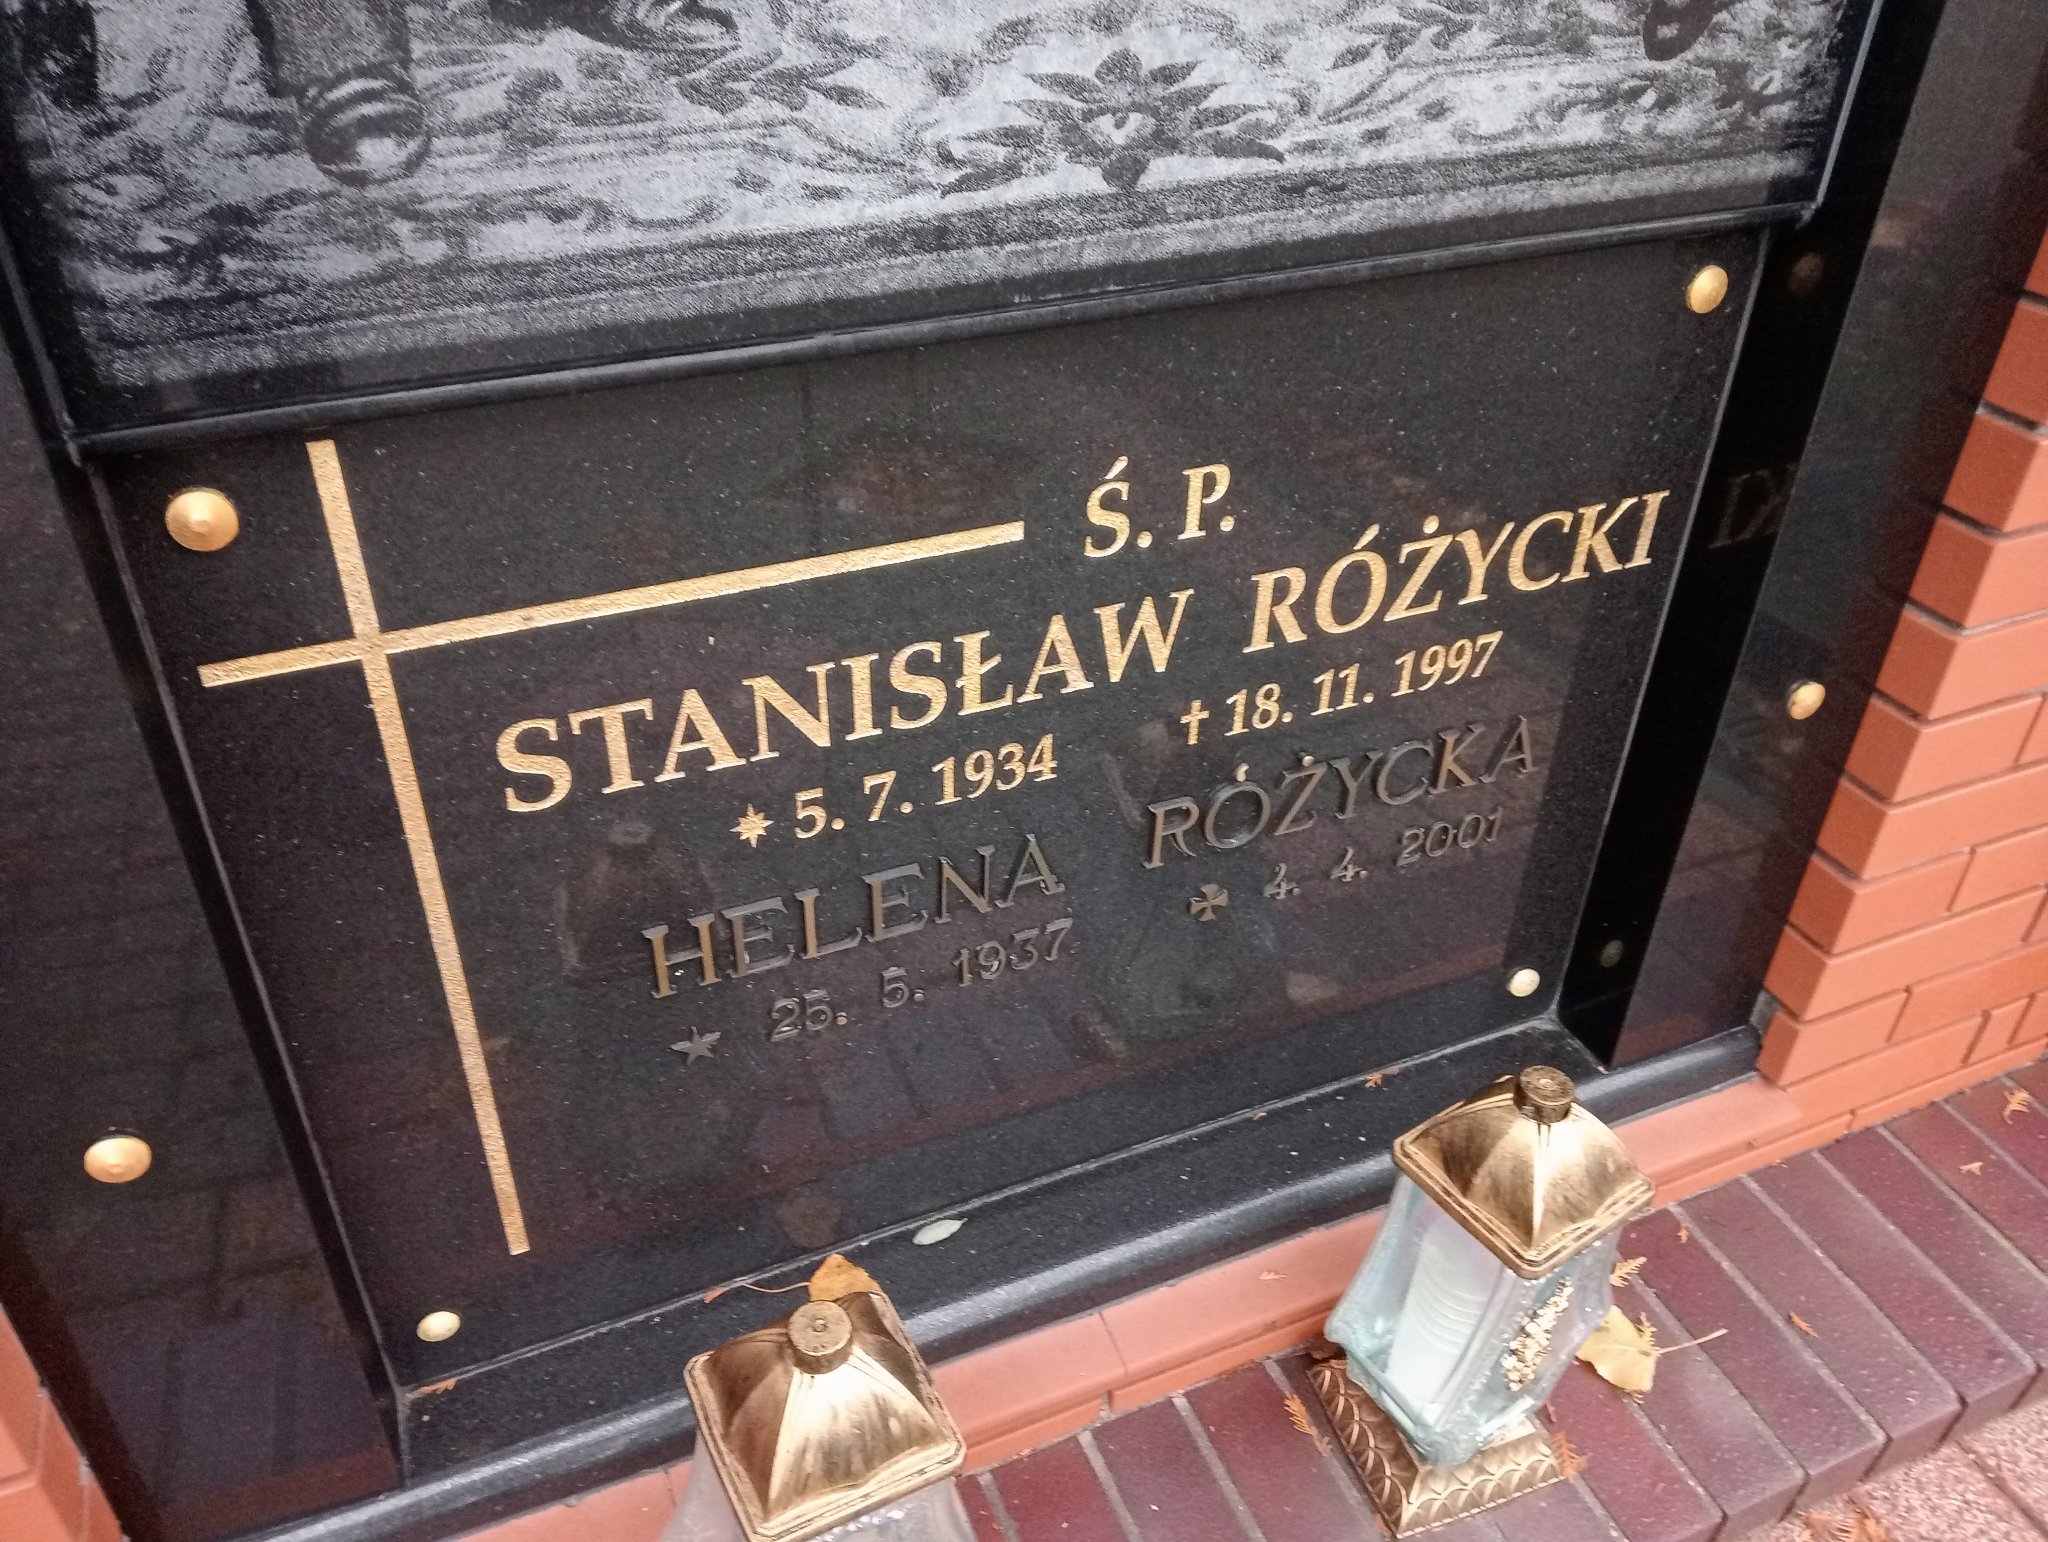 Ś. P.
STANISŁAW RÓŻYCKI
* 5. 7. 1934 † 18. 11. 1997
HELENA RÓŻYCKA
★ 25. 5. 1937 ✠ 4. 4. 2001